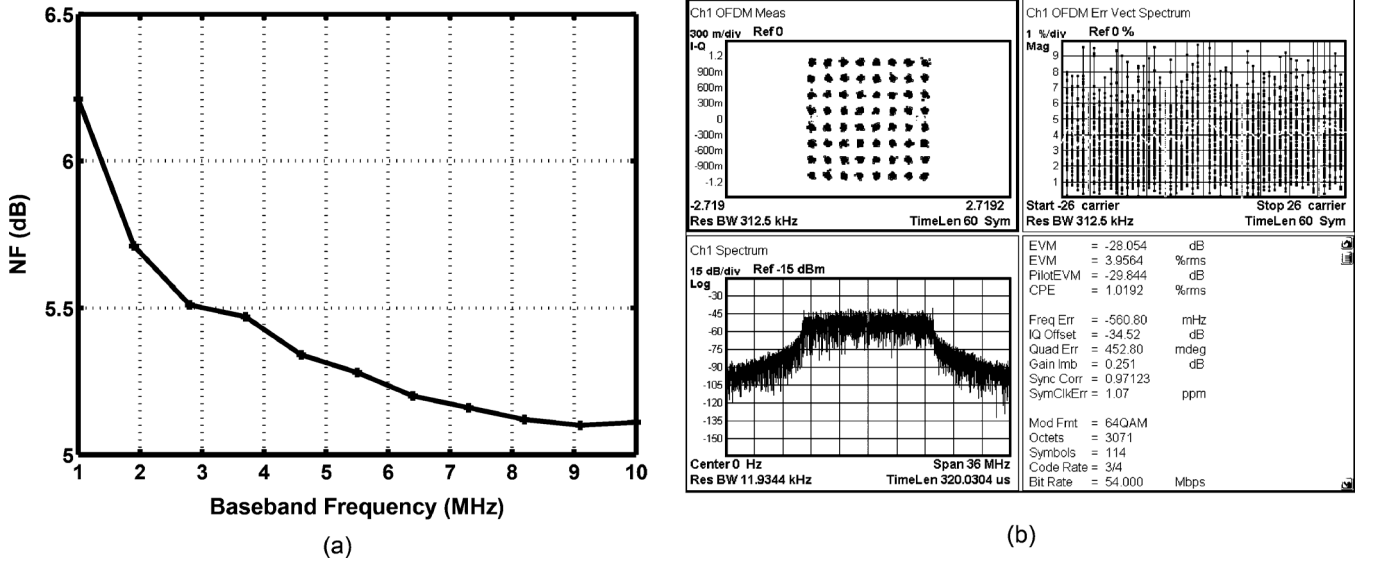 6.5
6
5.5
5
NF (dB)
1 2 3 4 5 6 7 8 9 10
Baseband Frequency (MHz)
(a)
Ch1 OFDM Meas
300 m/div Ref 0
I-Q
1.2
900m
600m
300m
0
-300m
-600m
-900m
-1.2
-2.719 2.7192
Res BW 312.5 kHz TimeLen 60 Sym
Ch1 OFDM Err Vect Spectrum
1 %/div Ref 0 %
Mag
9
8
7
6
5
4
3
2
1
Start -26 carrier Stop 26 carrier
Res BW 312.5 kHz TimeLen 60 Sym
Ch1 Spectrum
15 dB/div Ref -15 dBm
Log
-30
-45
-60
-75
-90
-105
-120
-135
-150
Center 0 Hz Span 36 MHz
Res BW 11.9344 kHz TimeLen 320.0304 us
EVM = -28.054 dB
EVM = 3.9564 %rms
PilotEVM = -29.844 dB
CPE = 1.0192 %rms
Freq Err = -560.80 mHz
IQ Offset = -34.52 dB
Quad Err = 452.80 mdeg
Gain Imb = 0.251 dB
Sync Corr = 0.97123
SymClkErr = 1.07 ppm
Mod Fmt = 64QAM
Octets = 3071
Symbols = 114
Code Rate = 3/4
Bit Rate = 54.000 Mbps
(b)